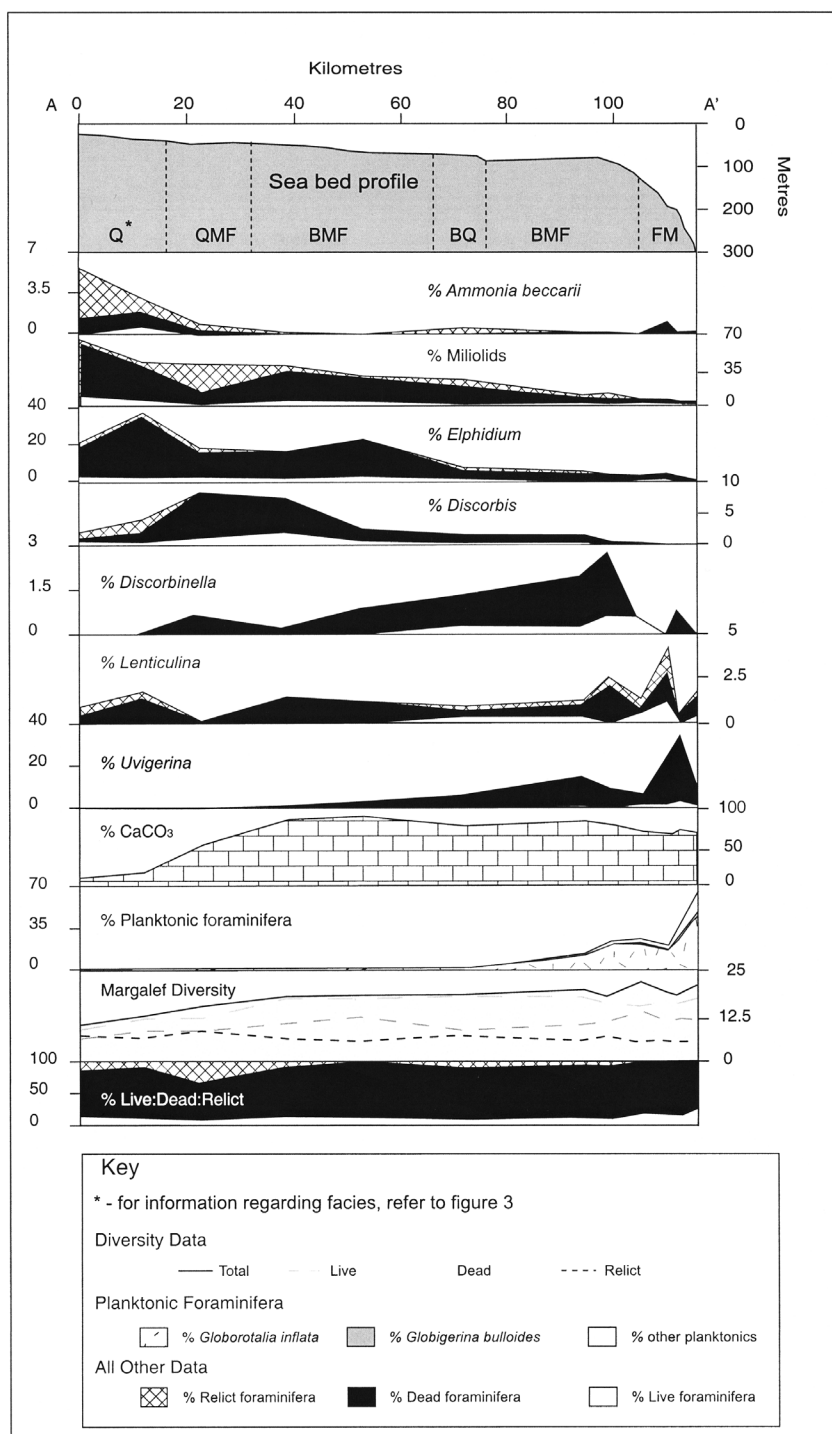 Kilometres
A 0 20 40 60 80 100 A'
0
100
200
300
Metres
Sea bed profile
Q* QMF BMF BQ BMF FM
7
3.5
0
% Ammonia beccarii
70
35
0
% Miliolids
40
20
0
% Elphidium
10
5
0
% Discorbis
3
1.5
0
% Discorbinella
5
2.5
0
% Lenticulina
40
20
0
% Uvigerina
100
50
0
% CaCO₃
70
35
0
% Planktonic foraminifera
25
12.5
0
Margalef Diversity
100
50
0
% Live:Dead:Relict
Key
* - for information regarding facies, refer to figure 3
Diversity Data
Total Live Dead Relict
Planktonic Foraminifera
% Globorotalia inflata % Globigerina bulloides % other planktonics
All Other Data
% Relict foraminifera % Dead foraminifera % Live foraminifera